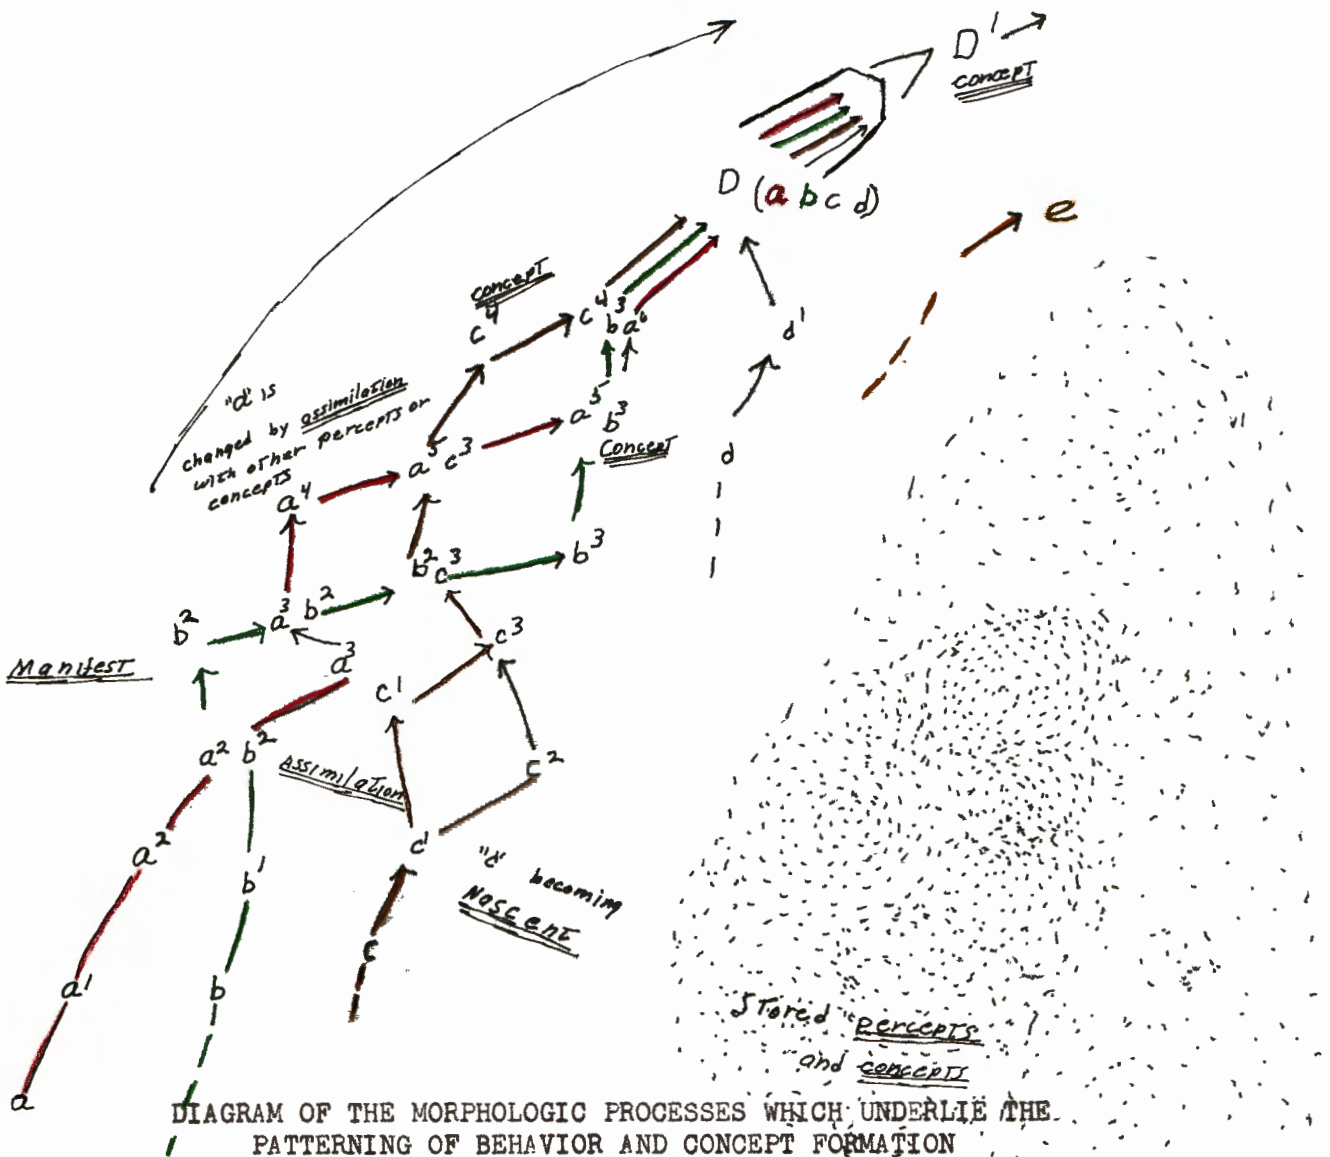 D¹
concept
D (a b c d)
e
concept
c⁴
c⁴
b³ a⁶
d¹
"d" is
changed by assimilation
with other percepts or
concepts
a⁵
b³
Concept
a⁵ c³
d
a⁴
b² c³
b³
a³ b²
b²
c³
a³
Manifest
c¹
a² b²
c²
Assimilation
a²
c¹
"d" becoming
Nascent
b¹
c
a¹
b
Stored percepts
and concepts
a
DIAGRAM OF THE MORPHOLOGIC PROCESSES WHICH UNDERLIE THE
PATTERNING OF BEHAVIOR AND CONCEPT FORMATION